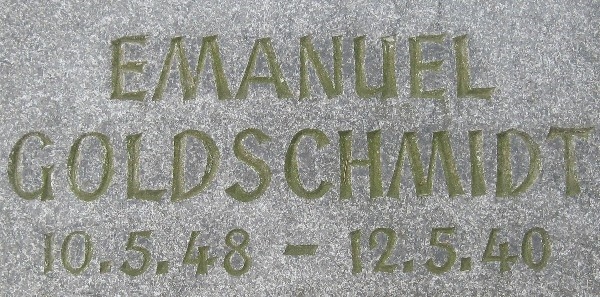 EMANUEL
GOLDSCHMIDT
10.5.48 - 12.5.40